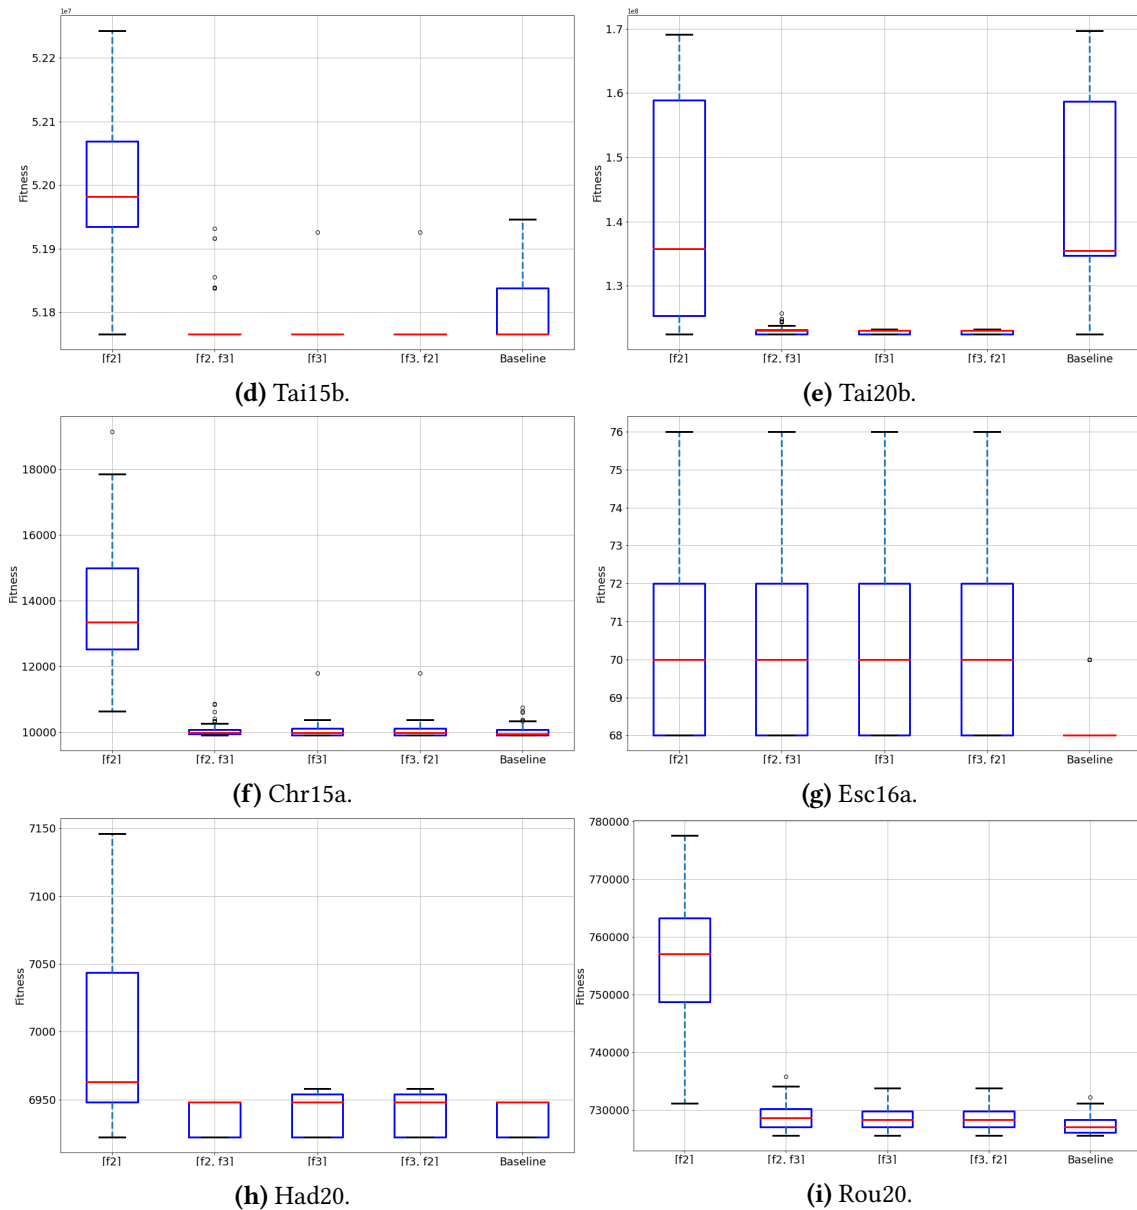 1e7
5.22
5.21
5.20
5.19
5.18
Fitness
[f2]
[f2, f3]
[f3]
[f3, f2]
Baseline
(d) Tai15b.
1e8
1.7
1.6
1.5
1.4
1.3
Fitness
[f2]
[f2, f3]
[f3]
[f3, f2]
Baseline
(e) Tai20b.
18000
16000
14000
12000
10000
Fitness
[f2]
[f2, f3]
[f3]
[f3, f2]
Baseline
(f) Chr15a.
76
75
74
73
72
71
70
69
68
Fitness
[f2]
[f2, f3]
[f3]
[f3, f2]
Baseline
(g) Esc16a.
7150
7100
7050
7000
6950
Fitness
[f2]
[f2, f3]
[f3]
[f3, f2]
Baseline
(h) Had20.
780000
770000
760000
750000
740000
730000
Fitness
[f2]
[f2, f3]
[f3]
[f3, f2]
Baseline
(i) Rou20.